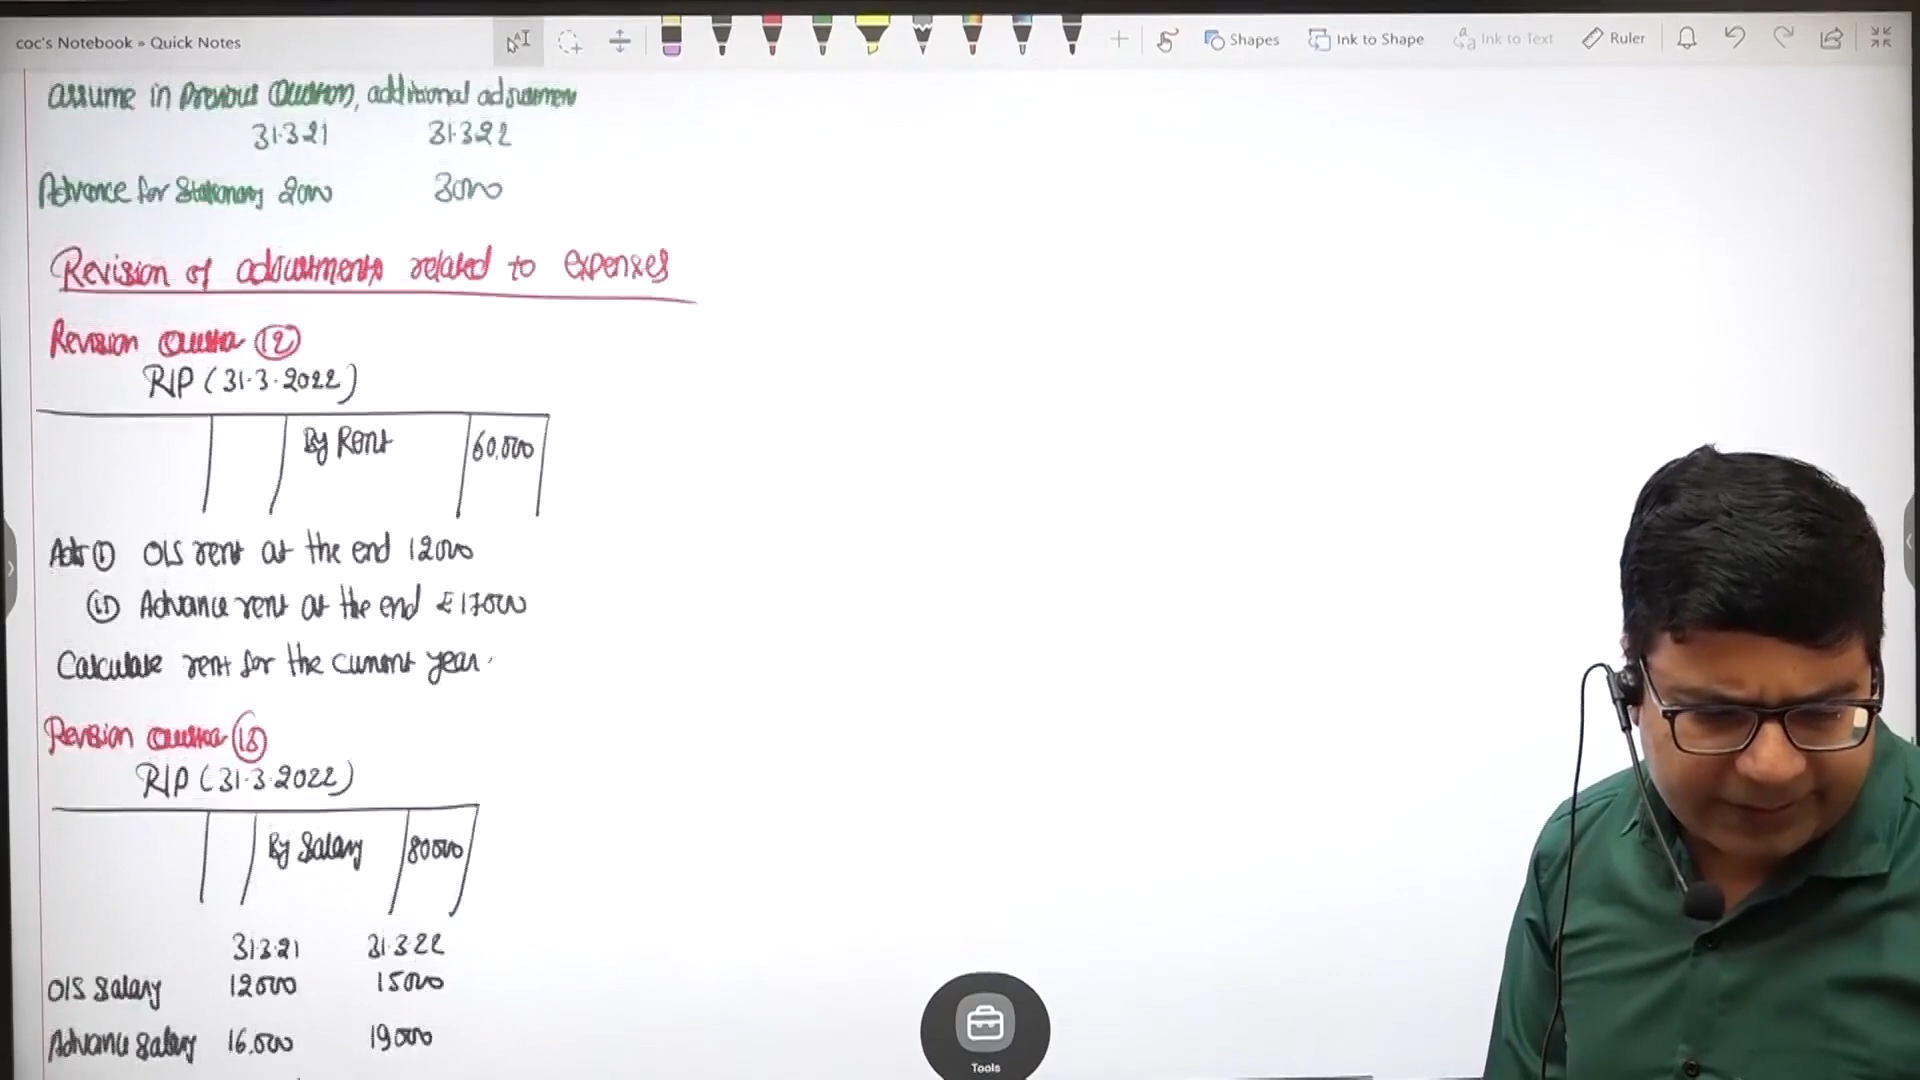 coc's Notebook » Quick Notes
Shapes
Ink to Shape
Ink to Text
Ruler
assume in previous Question, additional adjustment
31.3.21 31.3.22
Advance for Stationary 2000 3000
Revision of adjustments related to expenses
Revision Question (12)
R/P (31.3.2022)
By Rent 60,000
Adt (i) O/S rent at the end 12000
(ii) Advance rent at the end ₹17000
Calculate rent for the current year.
Revision Question (13)
R/P (31.3.2022)
By Salary 80000
31.3.21 31.3.22
O/S Salary 12000 15000
Advance Salary 16,000 19000
Tools